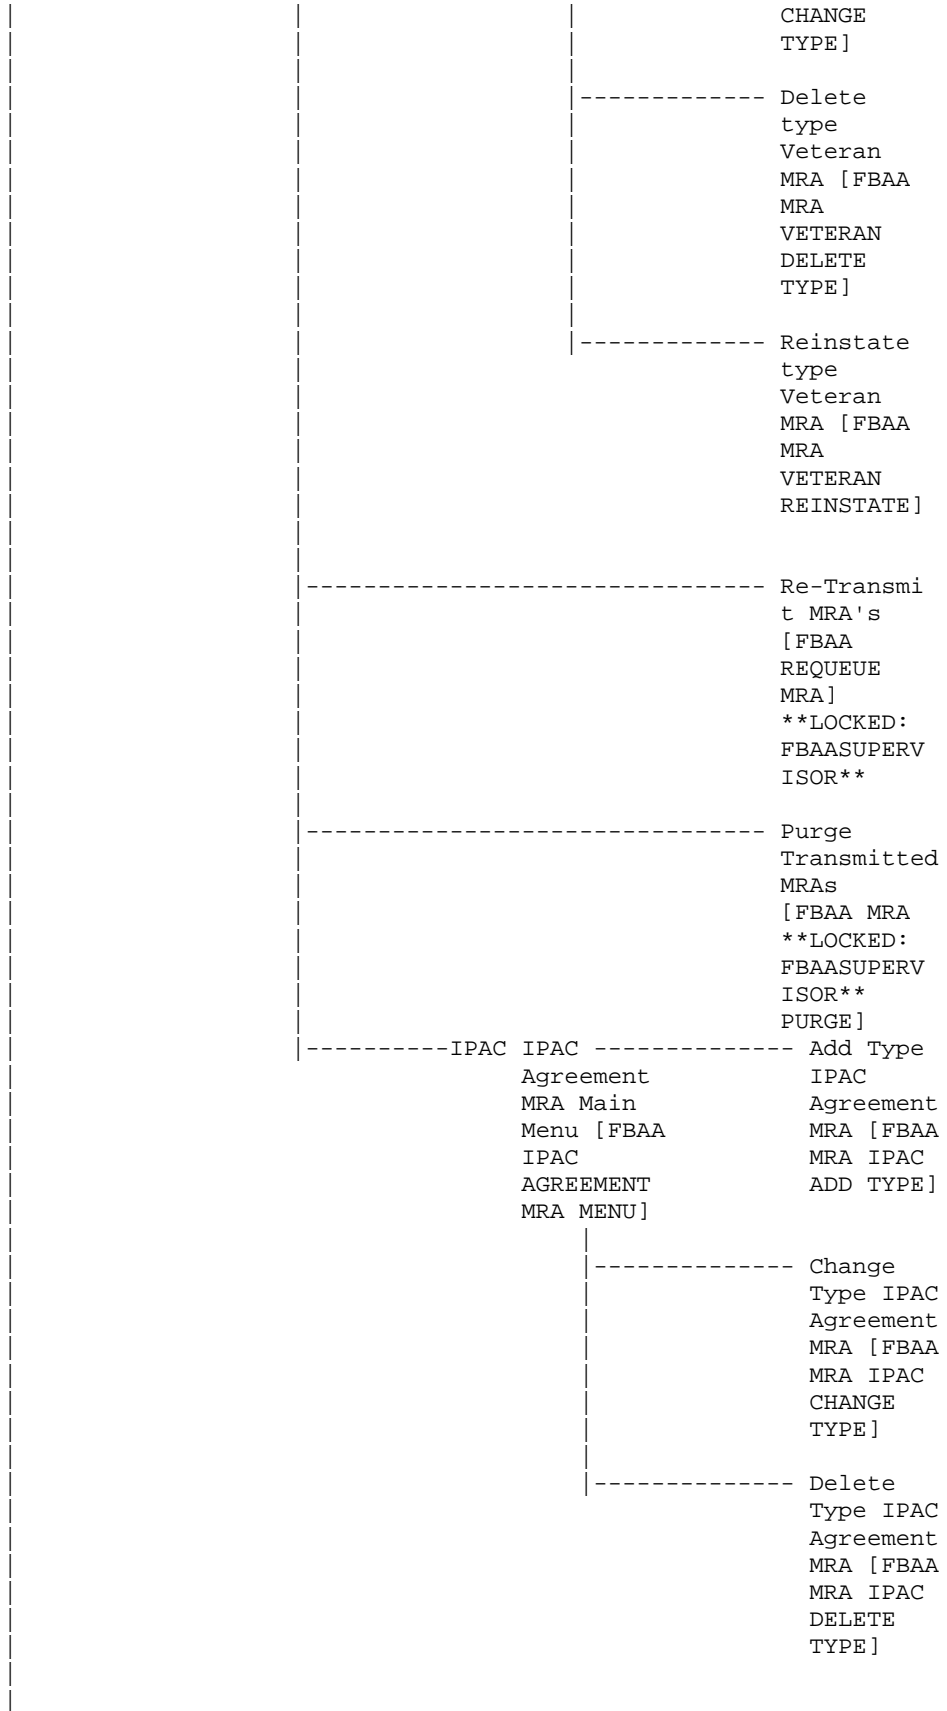 CHANGE
TYPE]
Delete
type
Veteran
MRA [FBAA
MRA
VETERAN
DELETE
TYPE]
Reinstate
type
Veteran
MRA [FBAA
MRA
VETERAN
REINSTATE]
Re-Transmi
t MRA's
[FBAA
REQUEUE
MRA]
**LOCKED:
FBAASUPERV
ISOR**
Purge
Transmitted
MRAs
[FBAA MRA
**LOCKED:
FBAASUPERV
ISOR**
PURGE]
IPAC IPAC
Agreement
MRA Main
Menu [FBAA
IPAC
AGREEMENT
MRA MENU]
Add Type
IPAC
Agreement
MRA [FBAA
MRA IPAC
ADD TYPE]
Change
Type IPAC
Agreement
MRA [FBAA
MRA IPAC
CHANGE
TYPE]
Delete
Type IPAC
Agreement
MRA [FBAA
MRA IPAC
DELETE
TYPE]